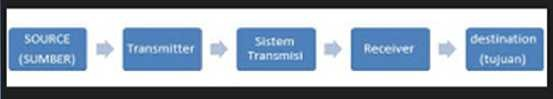 SOURCE
(SUMBER)
Transmitter
Sistem
Transmisi
Receiver
destination
(tujuan)